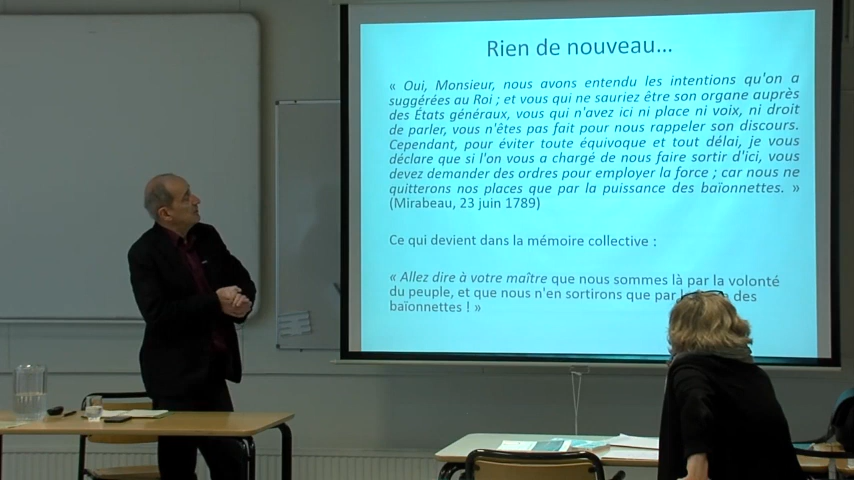 Rien de nouveau...
« Oui, Monsieur, nous avons entendu les intentions qu'on a
suggérées au Roi ; et vous qui ne sauriez être son organe auprès
des États généraux, vous qui n'avez ici ni place ni voix, ni droit
de parler, vous n'êtes pas fait pour nous rappeler son discours.
Cependant, pour éviter toute équivoque et tout délai, je vous
déclare que si l'on vous a chargé de nous faire sortir d'ici, vous
devez demander des ordres pour employer la force ; car nous ne
quitterons nos places que par la puissance des baïonnettes. »
(Mirabeau, 23 juin 1789)
Ce qui devient dans la mémoire collective :
« Allez dire à votre maître que nous sommes là par la volonté
du peuple, et que nous n'en sortirons que par des
baïonnettes ! »